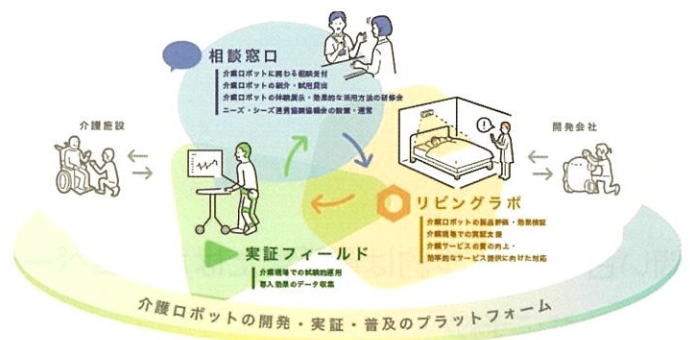 相談窓口
介護ロボットに関わる相談受付
介護ロボットの紹介・試用貸出
介護ロボットの体験展示・効果的な活用方法の研修会
ニーズ・シーズ連携協調協議会の設置・運営
介護施設
開発会社
リビングラボ
介護ロボットの製品評価・効果検証
介護現場での実証支援
介護サービスの質の向上・
効率的なサービス提供に向けた対応
実証フィールド
介護現場での試験的運用
導入効果のデータ収集
介護ロボットの開発・実証・普及のプラットフォーム